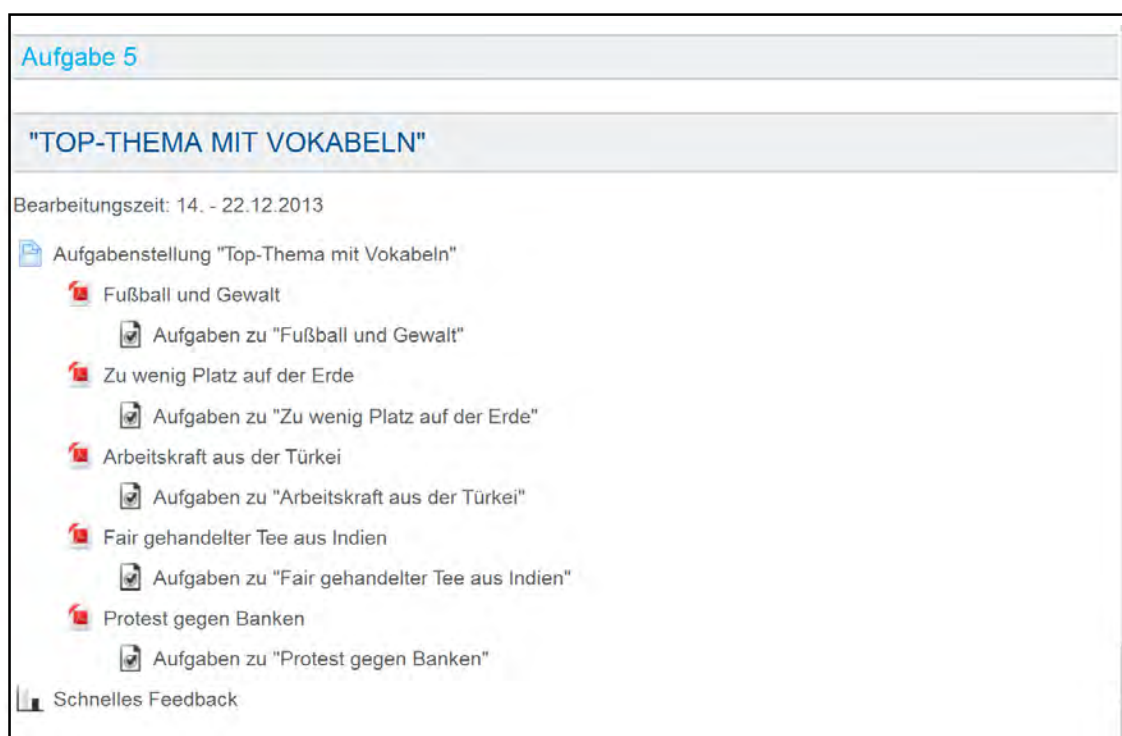 Aufgabe 5
"TOP-THEMA MIT VOKABELN"
Bearbeitungszeit: 14. - 22.12.2013
Aufgabenstellung "Top-Thema mit Vokabeln"
Fußball und Gewalt
Aufgaben zu "Fußball und Gewalt"
Zu wenig Platz auf der Erde
Aufgaben zu "Zu wenig Platz auf der Erde"
Arbeitskraft aus der Türkei
Aufgaben zu "Arbeitskraft aus der Türkei"
Fair gehandelter Tee aus Indien
Aufgaben zu "Fair gehandelter Tee aus Indien"
Protest gegen Banken
Aufgaben zu "Protest gegen Banken"
Schnelles Feedback